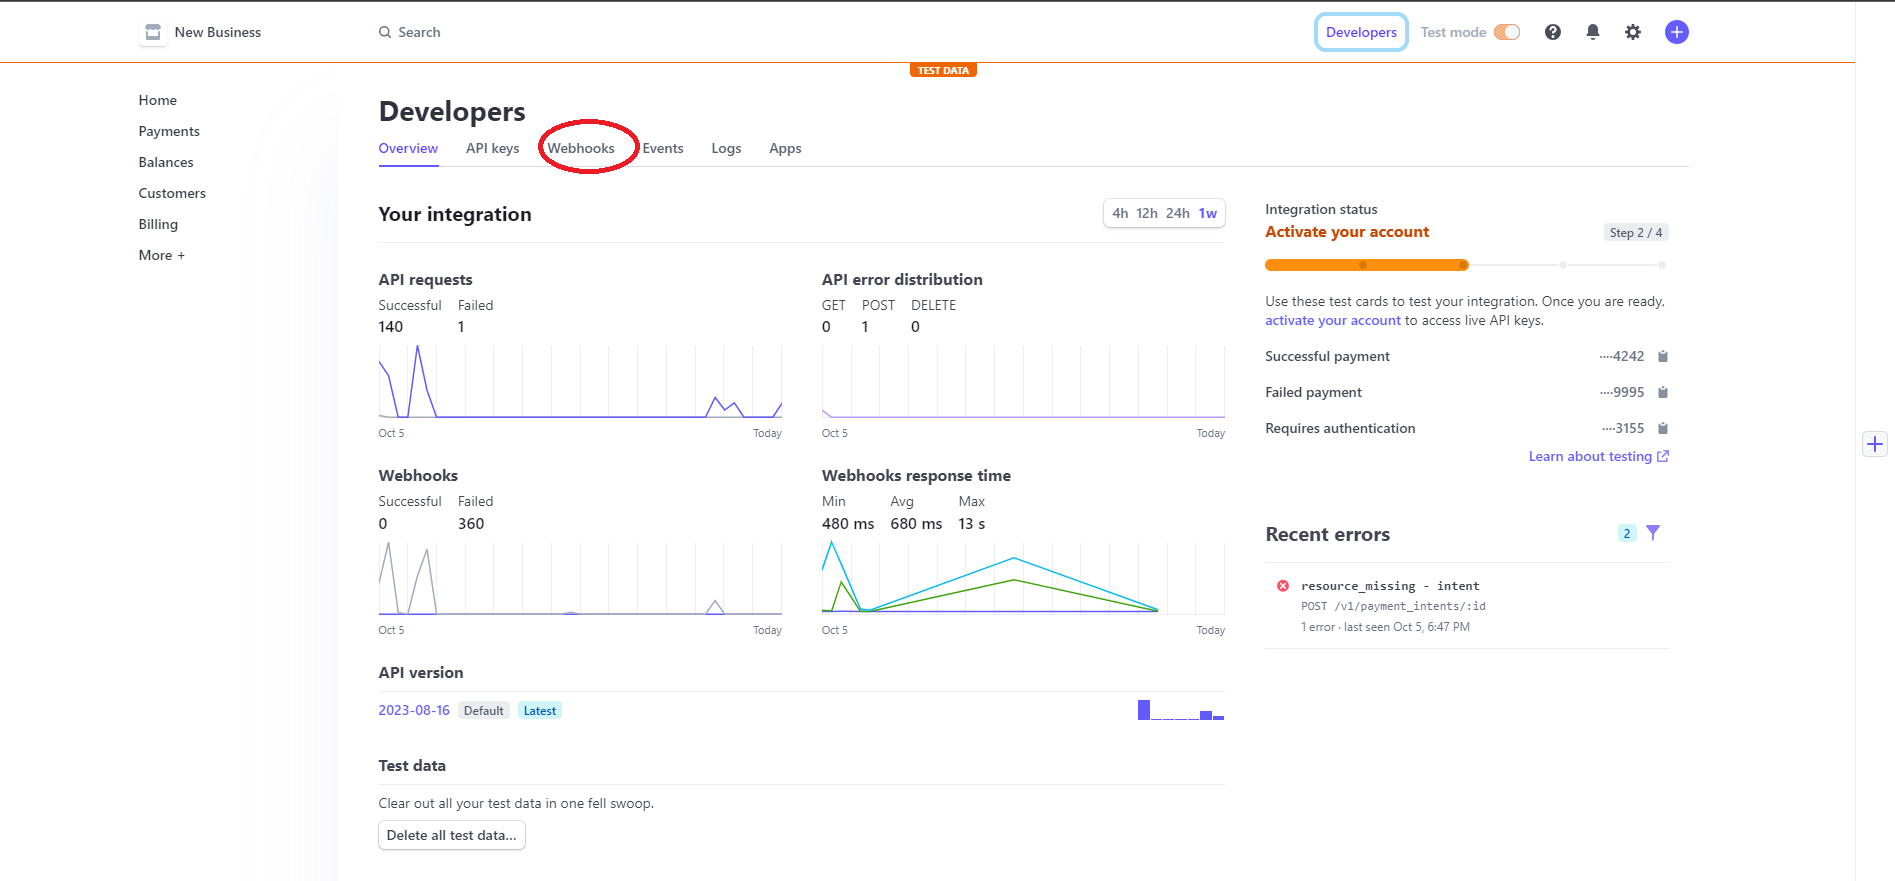 New Business
Search
Developers
Test mode
TEST DATA
Home
Payments
Balances
Customers
Billing
More +
Developers
Overview API keys Webhooks Events Logs Apps
Your integration
4h 12h 24h 1w
API requests
Successful Failed
140 1
Oct 5 Today
API error distribution
GET POST DELETE
0 1 0
Oct 5 Today
Webhooks
Successful Failed
0 360
Oct 5 Today
Webhooks response time
Min Avg Max
480 ms 680 ms 13 s
Oct 5 Today
API version
2023-08-16 Default Latest
Test data
Clear out all your test data in one fell swoop.
Delete all test data...
Integration status
Activate your account Step 2 / 4
Use these test cards to test your integration. Once you are ready,
activate your account to access live API keys.
Successful payment ····4242
Failed payment ····9995
Requires authentication ····3155
Learn about testing
Recent errors 2
resource_missing - intent
POST /v1/payment_intents/:id
1 error · last seen Oct 5, 6:47 PM